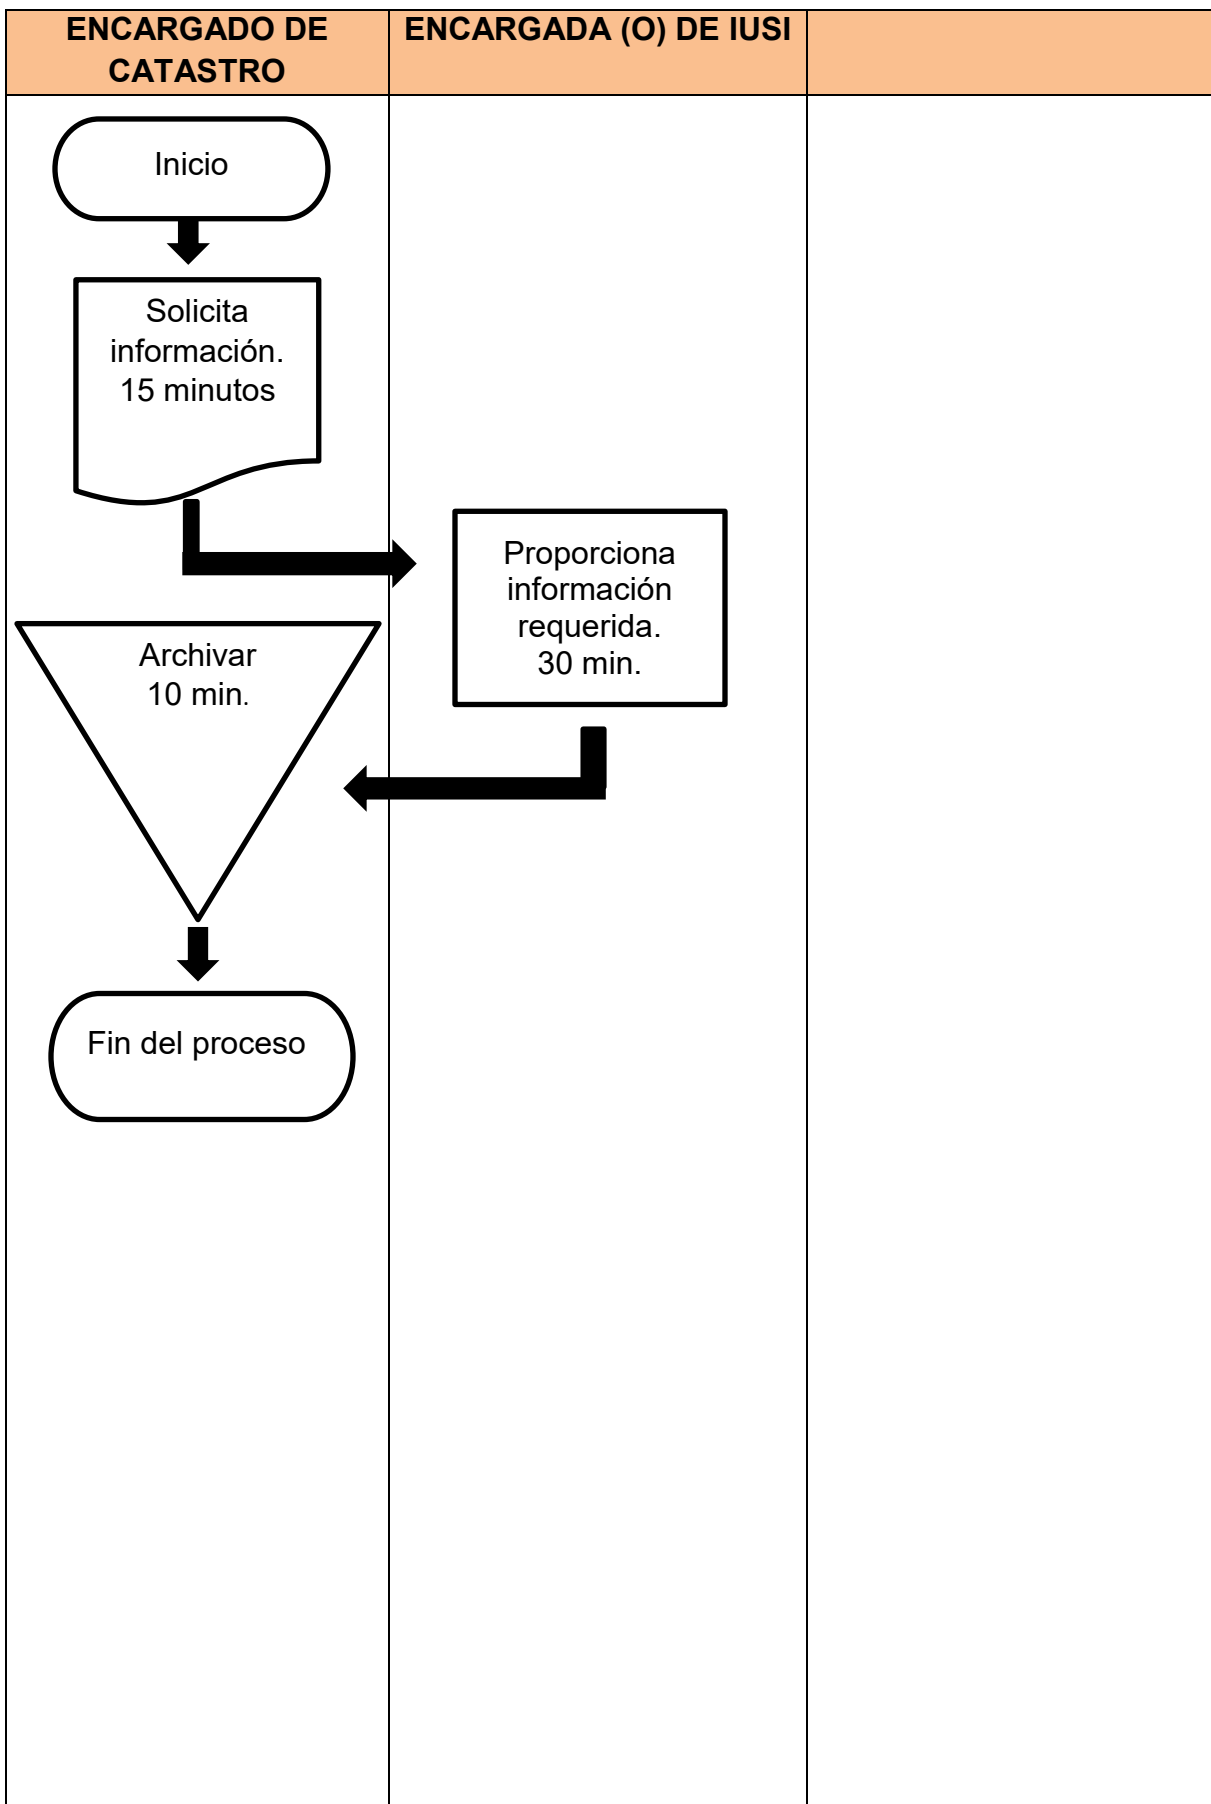 ENCARGADO DE
CATASTRO
ENCARGADA (O) DE IUSI
Inicio
Solicita
información.
15 minutos
Proporciona
información
requerida.
30 min.
Archivar
10 min.
Fin del proceso